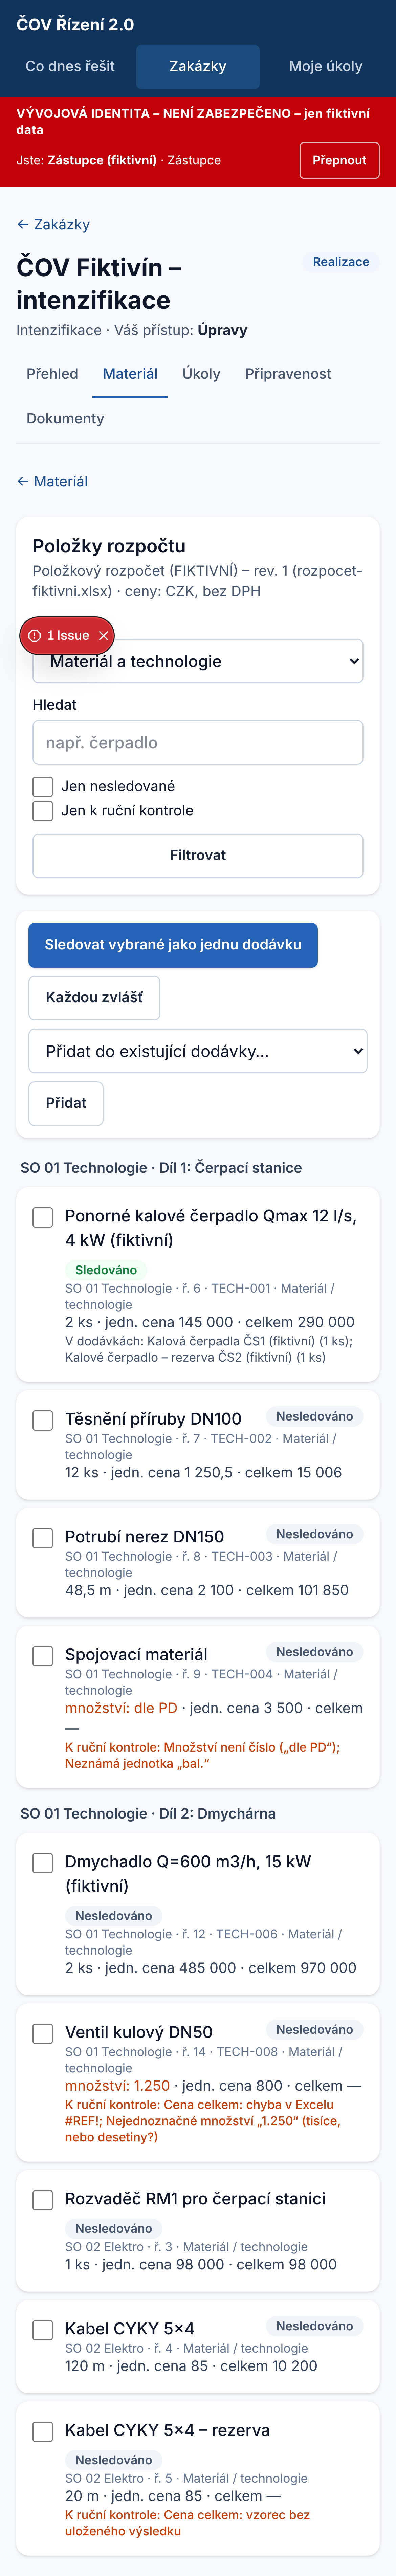 ČOV Řízení 2.0
Co dnes řešit
Zakázky
Moje úkoly
VÝVOJOVÁ IDENTITA – NENÍ ZABEZPEČENO – jen fiktivní
data
Jste: Zástupce (fiktivní) · Zástupce
Přepnout
← Zakázky
ČOV Fiktivín –
intenzifikace
Realizace
Intenzifikace · Váš přístup: Úpravy
Přehled
Materiál
Úkoly
Připravenost
Dokumenty
← Materiál
Položky rozpočtu
Položkový rozpočet (FIKTIVNÍ) – rev. 1 (rozpocet-
fiktivni.xlsx) · ceny: CZK, bez DPH
1 Issue
Materiál a technologie
Hledat
např. čerpadlo
Jen nesledované
Jen k ruční kontrole
Filtrovat
Sledovat vybrané jako jednu dodávku
Každou zvlášť
Přidat do existující dodávky...
Přidat
SO 01 Technologie · Díl 1: Čerpací stanice
Ponorné kalové čerpadlo Qmax 12 l/s,
4 kW (fiktivní)
Sledováno
SO 01 Technologie · ř. 6 · TECH-001 · Materiál /
technologie
2 ks · jedn. cena 145 000 · celkem 290 000
V dodávkách: Kalová čerpadla ČS1 (fiktivní) (1 ks);
Kalové čerpadlo – rezerva ČS2 (fiktivní) (1 ks)
Těsnění příruby DN100
Nesledováno
SO 01 Technologie · ř. 7 · TECH-002 · Materiál /
technologie
12 ks · jedn. cena 1 250,5 · celkem 15 006
Potrubí nerez DN150
Nesledováno
SO 01 Technologie · ř. 8 · TECH-003 · Materiál /
technologie
48,5 m · jedn. cena 2 100 · celkem 101 850
Spojovací materiál
Nesledováno
SO 01 Technologie · ř. 9 · TECH-004 · Materiál /
technologie
množství: dle PD · jedn. cena 3 500 · celkem
—
K ruční kontrole: Množství není číslo („dle PD“);
Neznámá jednotka „bal.“
SO 01 Technologie · Díl 2: Dmychárna
Dmychadlo Q=600 m3/h, 15 kW
(fiktivní)
Nesledováno
SO 01 Technologie · ř. 12 · TECH-006 · Materiál /
technologie
2 ks · jedn. cena 485 000 · celkem 970 000
Ventil kulový DN50
Nesledováno
SO 01 Technologie · ř. 14 · TECH-008 · Materiál /
technologie
množství: 1.250 · jedn. cena 800 · celkem —
K ruční kontrole: Cena celkem: chyba v Excelu
#REF!; Nejednoznačné množství „1.250“ (tisíce,
nebo desetiny?)
Rozvaděč RM1 pro čerpací stanici
Nesledováno
SO 02 Elektro · ř. 3 · Materiál / technologie
1 ks · jedn. cena 98 000 · celkem 98 000
Kabel CYKY 5×4
Nesledováno
SO 02 Elektro · ř. 4 · Materiál / technologie
120 m · jedn. cena 85 · celkem 10 200
Kabel CYKY 5×4 – rezerva
Nesledováno
SO 02 Elektro · ř. 5 · Materiál / technologie
20 m · jedn. cena 85 · celkem —
K ruční kontrole: Cena celkem: vzorec bez
uloženého výsledku